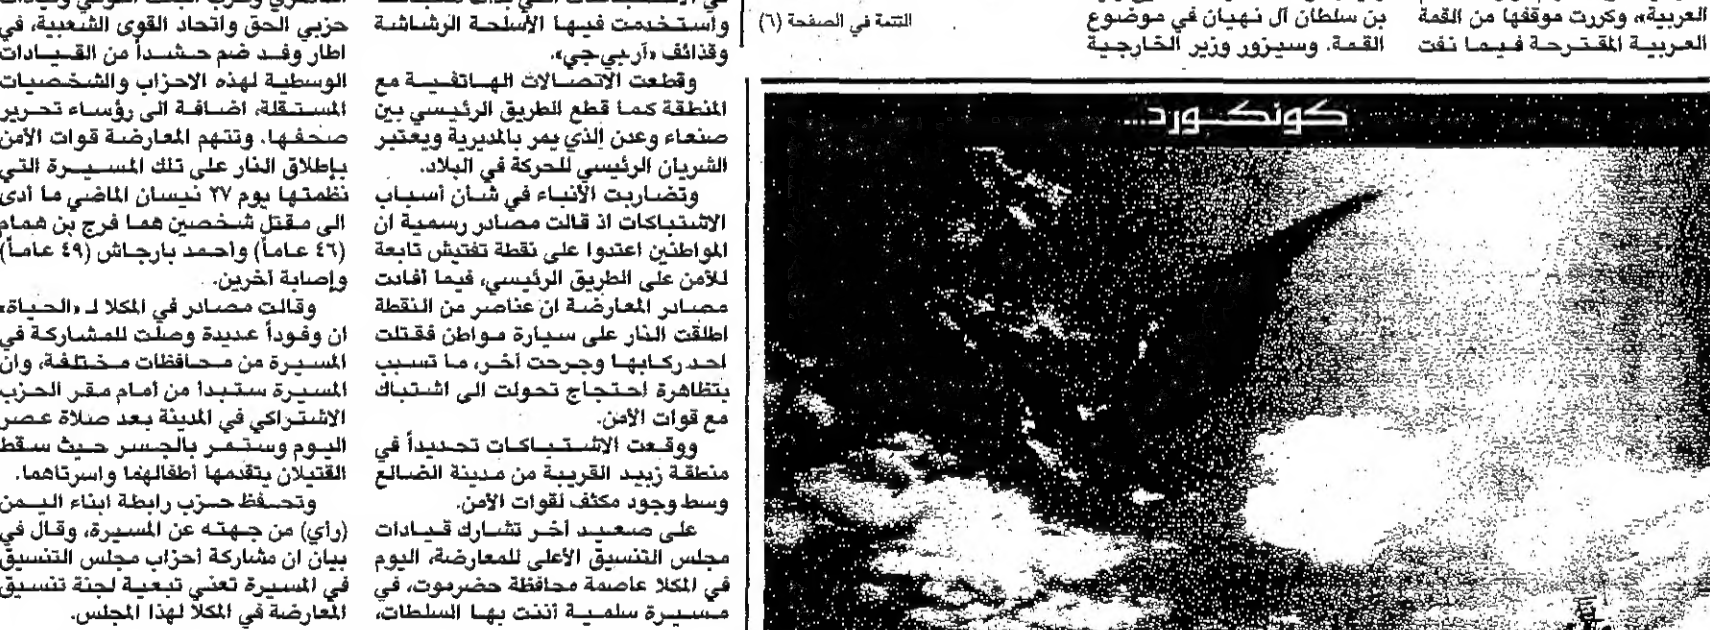 العربية»، وكررت موقفها من القمة
العربية المقترحة فيما نفت
بن سلطان آل نهيان في موضوع
القمة. وسيزور وزير الخارجية
التتمة في الصفحة (٦)
كونكورد...
واستخدمت فيها الأسلحة الرشاشة
وقذائف «آر.بي.جي».
وقطعت الاتصالات الهاتفية مع
المنطقة كما قطع الطريق الرئيسي بين
صنعاء وعدن الذي يمر بالمديرية ويعتبر
الشريان الرئيسي للحركة في البلاد.
وتضاربت الأنباء في شأن أسباب
الاشتباكات اذ قالت مصادر رسمية ان
المواطنين اعتدوا على نقطة تفتيش تابعة
للأمن على الطريق الرئيسي، فيما أفادت
مصادر المعارضة ان عناصر من النقطة
اطلقت النار على سيارة مواطن فقتلت
احد ركابها وجرحت آخر، ما تسبب
بتظاهرة احتجاج تحولت الى اشتباك
مع قوات الأمن.
ووقعت الاشتباكات تحديداً في
منطقة زبيد القريبة من مدينة الضالع
وسط وجود مكثف لقوات الأمن.
على صعيد آخر تشارك قيادات
مجلس التنسيق الأعلى للمعارضة، اليوم
في المكلا عاصمة محافظة حضرموت، في
مسيرة سلمية أذنت بها السلطات،
حزبي الحق واتحاد القوى الشعبية، في
اطار وفد ضم حشداً من القيادات
الوسطية لهذه الاحزاب والشخصيات
المستقلة، اضافة الى رؤساء تحرير
صحفها. وتتهم المعارضة قوات الأمن
بإطلاق النار على تلك المسيرة التي
نظمتها يوم ٢٧ نيسان الماضي ما أدى
الى مقتل شخصين هما فرج بن همام
(٤٦ عاماً) وأحمد بارجاش (٤٩ عاماً)
وإصابة آخرين.
وقالت مصادر في المكلا لـ «الحياة»
ان وفوداً عديدة وصلت للمشاركة في
المسيرة من محافظات مختلفة، وان
المسيرة ستبدأ من أمام مقر الحزب
الاشتراكي في المدينة بعد صلاة عصر
اليوم وستمر بالجسر حيث سقط
القتيلان يتقدمها أطفالهما واسرتاهما.
وتحفظ حزب رابطة ابناء اليمن
(رأي) من جهته عن المسيرة، وقال في
بيان ان مشاركة أحزاب مجلس التنسيق
في المسيرة تعني تبعية لجنة تنسيق
المعارضة في المكلا لهذا المجلس.